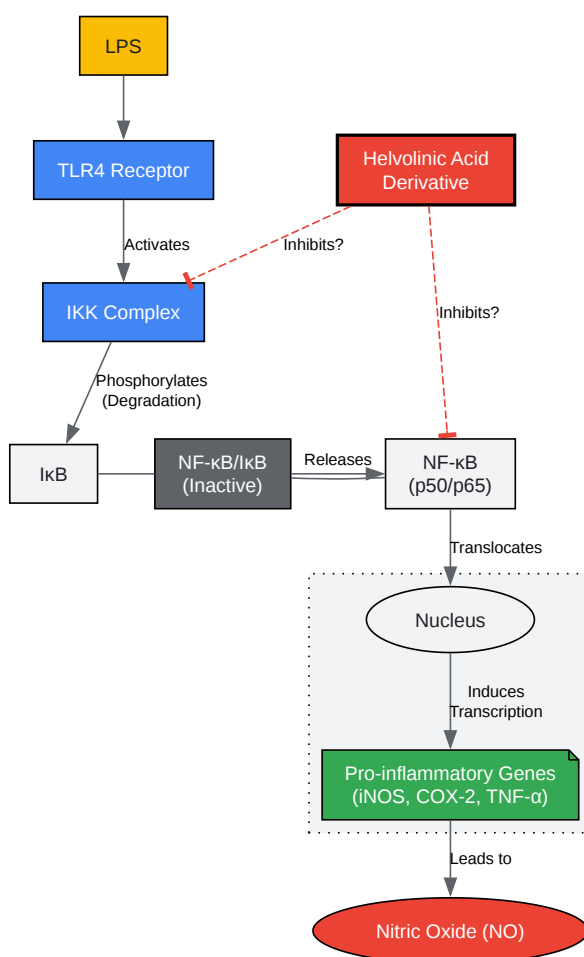 LPS
TLR4 Receptor
Helvolinic Acid
Derivative
Activates
Inhibits?
IKK Complex
Inhibits?
Phosphorylates
(Degradation)
IκB
NF-κB/IκB
(Inactive)
Releases
NF-κB
(p50/p65)
Translocates
Nucleus
Induces
Transcription
Pro-inflammatory Genes
(iNOS, COX-2, TNF-α)
Leads to
Nitric Oxide (NO)